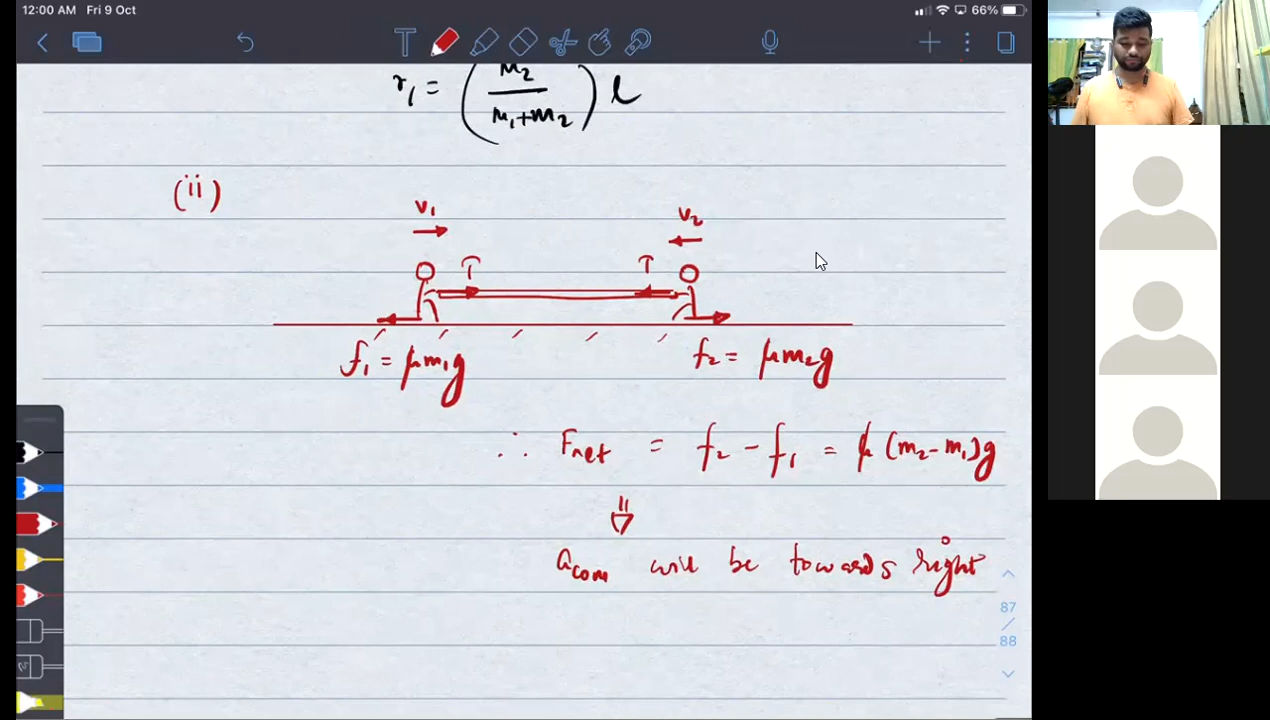 12:00 AM Fri 9 Oct 66%
T
r₁ = (m₂ / m₁+m₂) l
(ii)
v₁ v₂
T T
f₁ = μm₁g f₂ = μm₂g
∴ Fnet = f₂ - f₁ = μ (m₂-m₁)g
⇓
acom will be towards right
87
/
88